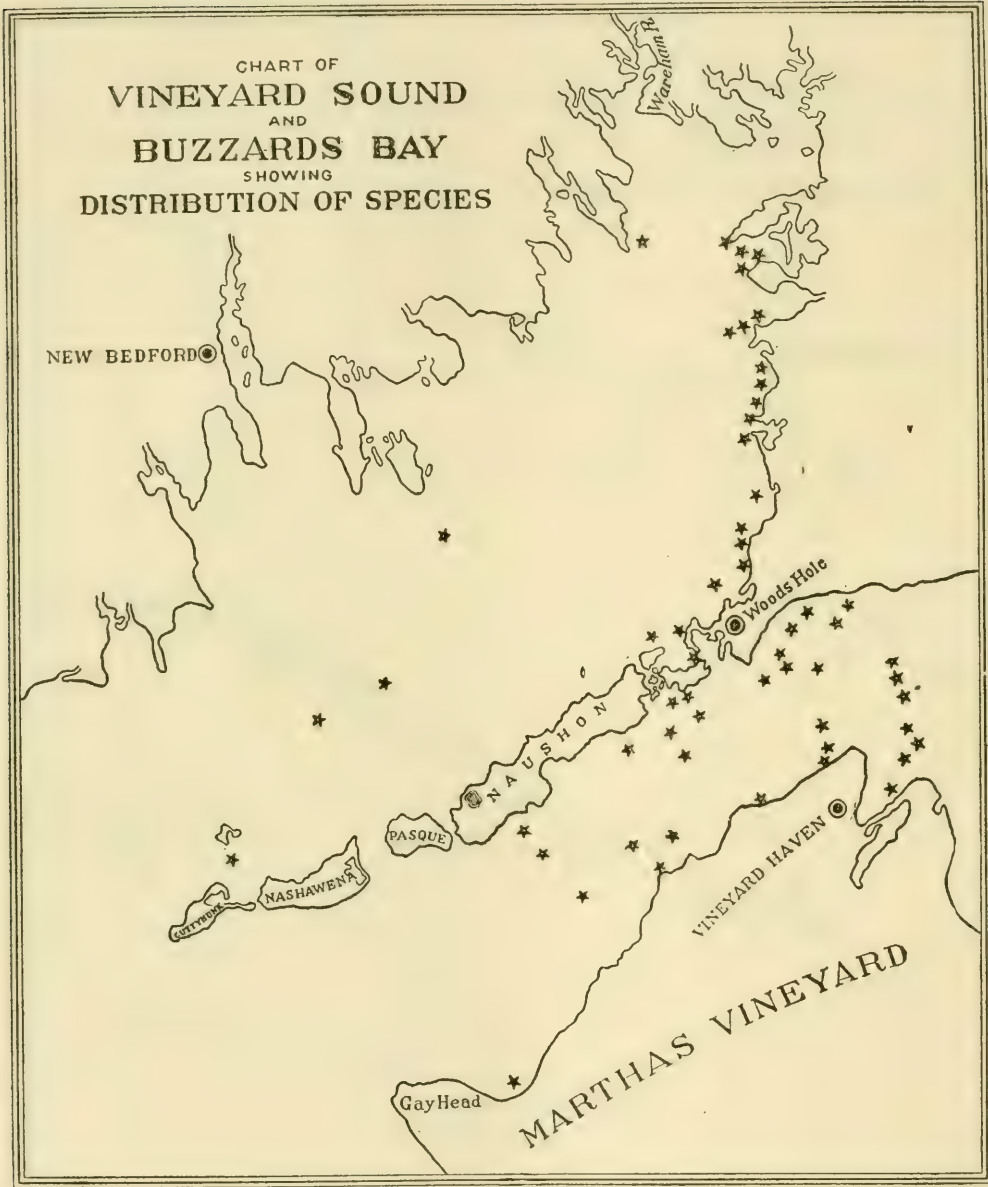 CHART OF
VINEYARD SOUND
AND
BUZZARDS BAY
SHOWING
DISTRIBUTION OF SPECIES
Wareham R.
NEW BEDFORD
Woods Hole
NAUSHON
PASQUE
NASHAWENA
CUTTYHUNK
VINEYARD HAVEN
MARTHAS VINEYARD
Gay Head